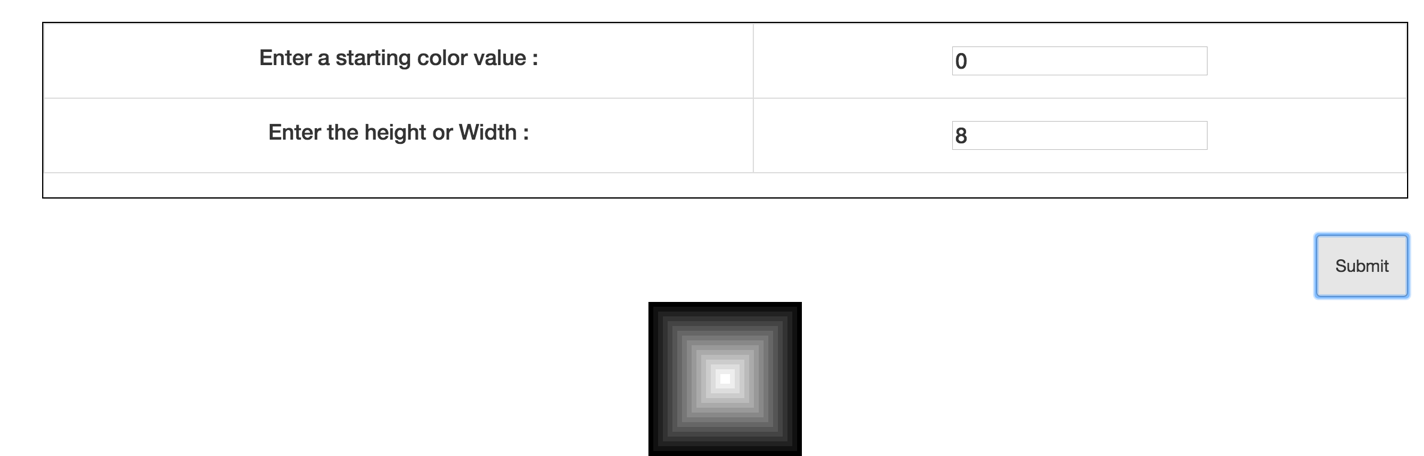 Enter a starting color value :
0
Enter the height or Width :
8
Submit